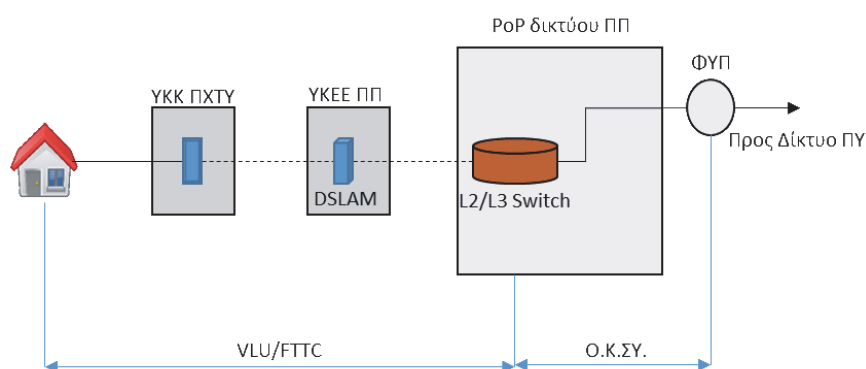 PoP δικτύου ΠΠ
ΦΥΠ
ΥΚΚ ΠΧΤΥ
ΥΚΕΕ ΠΠ
Προς Δίκτυο ΠΥ
DSLAM
L2/L3 Switch
VLU/FTTC
Ο.Κ.ΣΥ.